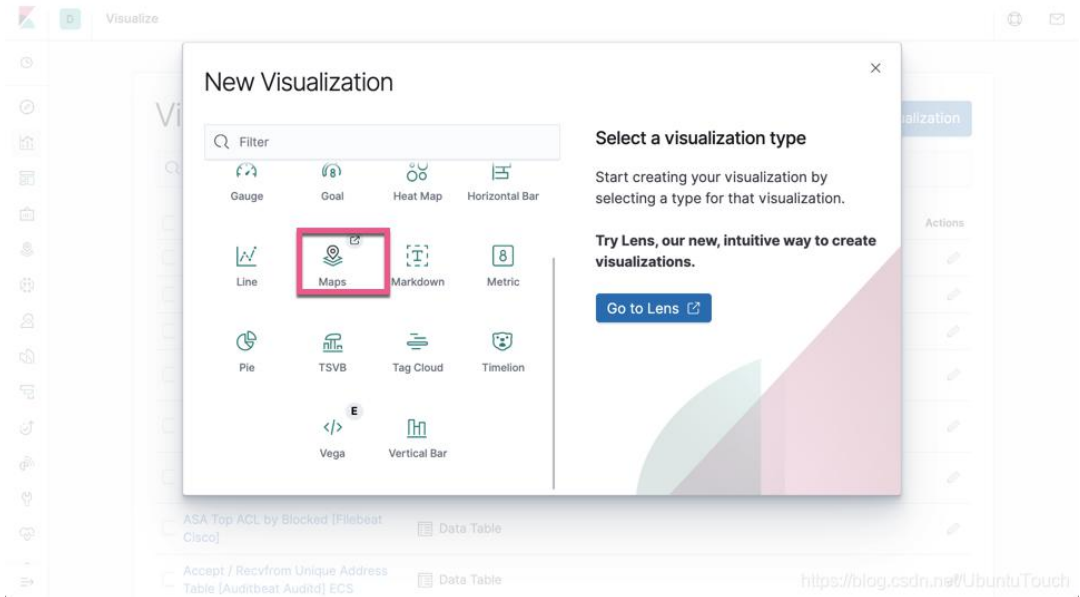 D
Visualize
New Visualization
Vi
alization
Filter
Select a visualization type
Gauge
Goal
Heat Map
Horizontal Bar
Start creating your visualization by
selecting a type for that visualization.
Actions
Try Lens, our new, intuitive way to create
visualizations.
Line
Maps
Markdown
Metric
Go to Lens
Pie
TSVB
Tag Cloud
Timelion
E
Vega
Vertical Bar
ASA Top ACL by Blocked [Filebeat
Cisco]
Data Table
Accept / Recvfrom Unique Address
Table [Auditbeat Auditd] ECS
Data Table
https://blog.csdn.net/UbuntuTouch